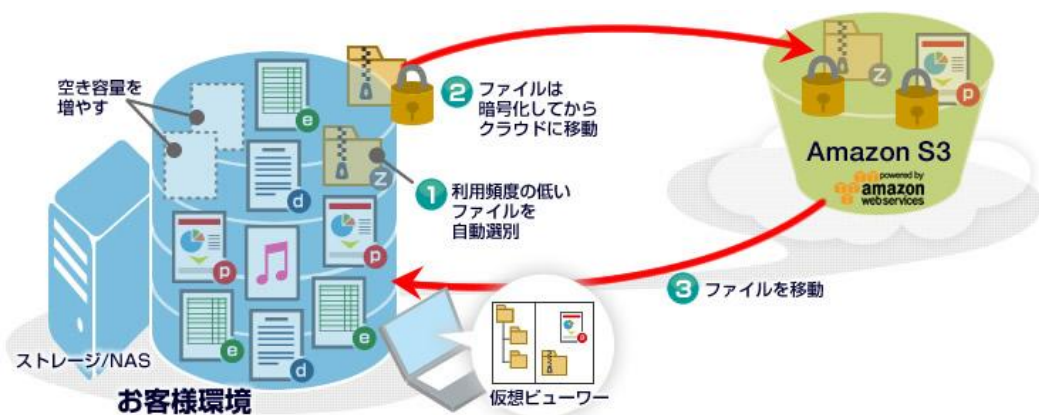 空き容量を
増やす
e
d
Z
p
p
e
e
d
2 ファイルは
暗号化してから
クラウドに移動
1 利用頻度の低い
ファイルを
自動選別
Z
p
Amazon S3
powered by
amazon
webservices
3 ファイルを移動
p
仮想ビューワー
ストレージ/NAS
お客様環境